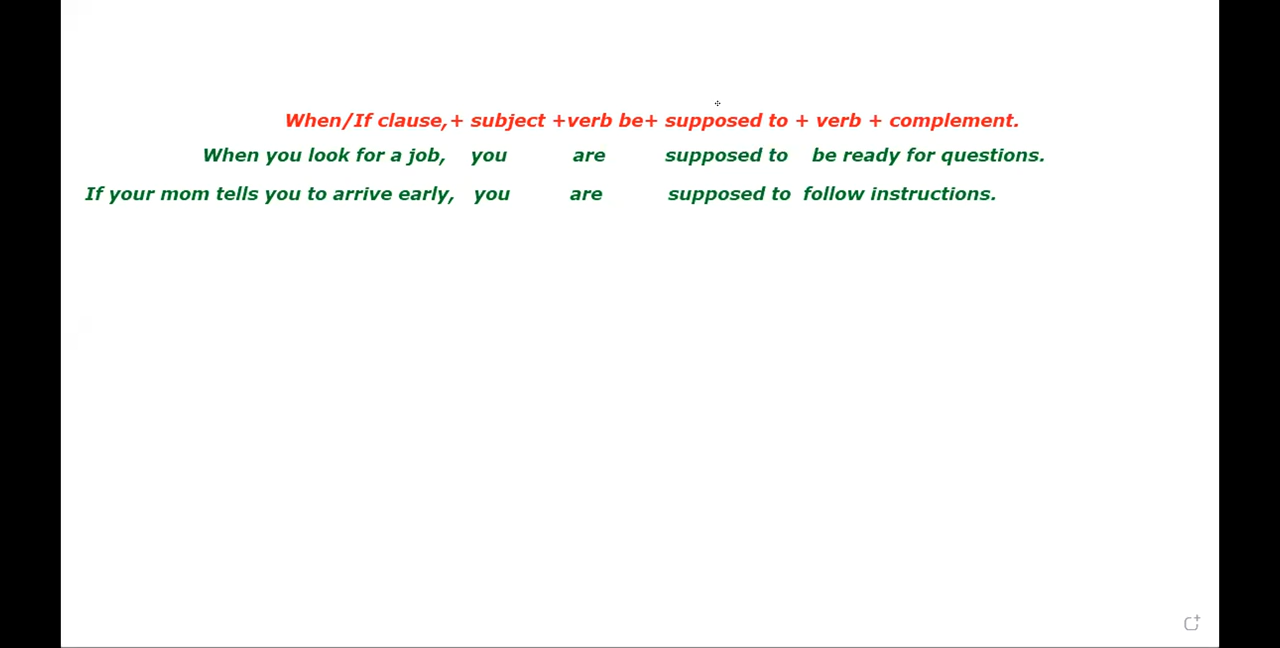 When/If clause,+ subject +verb be+ supposed to + verb + complement.
When you look for a job, you are supposed to be ready for questions.
If your mom tells you to arrive early, you are supposed to follow instructions.